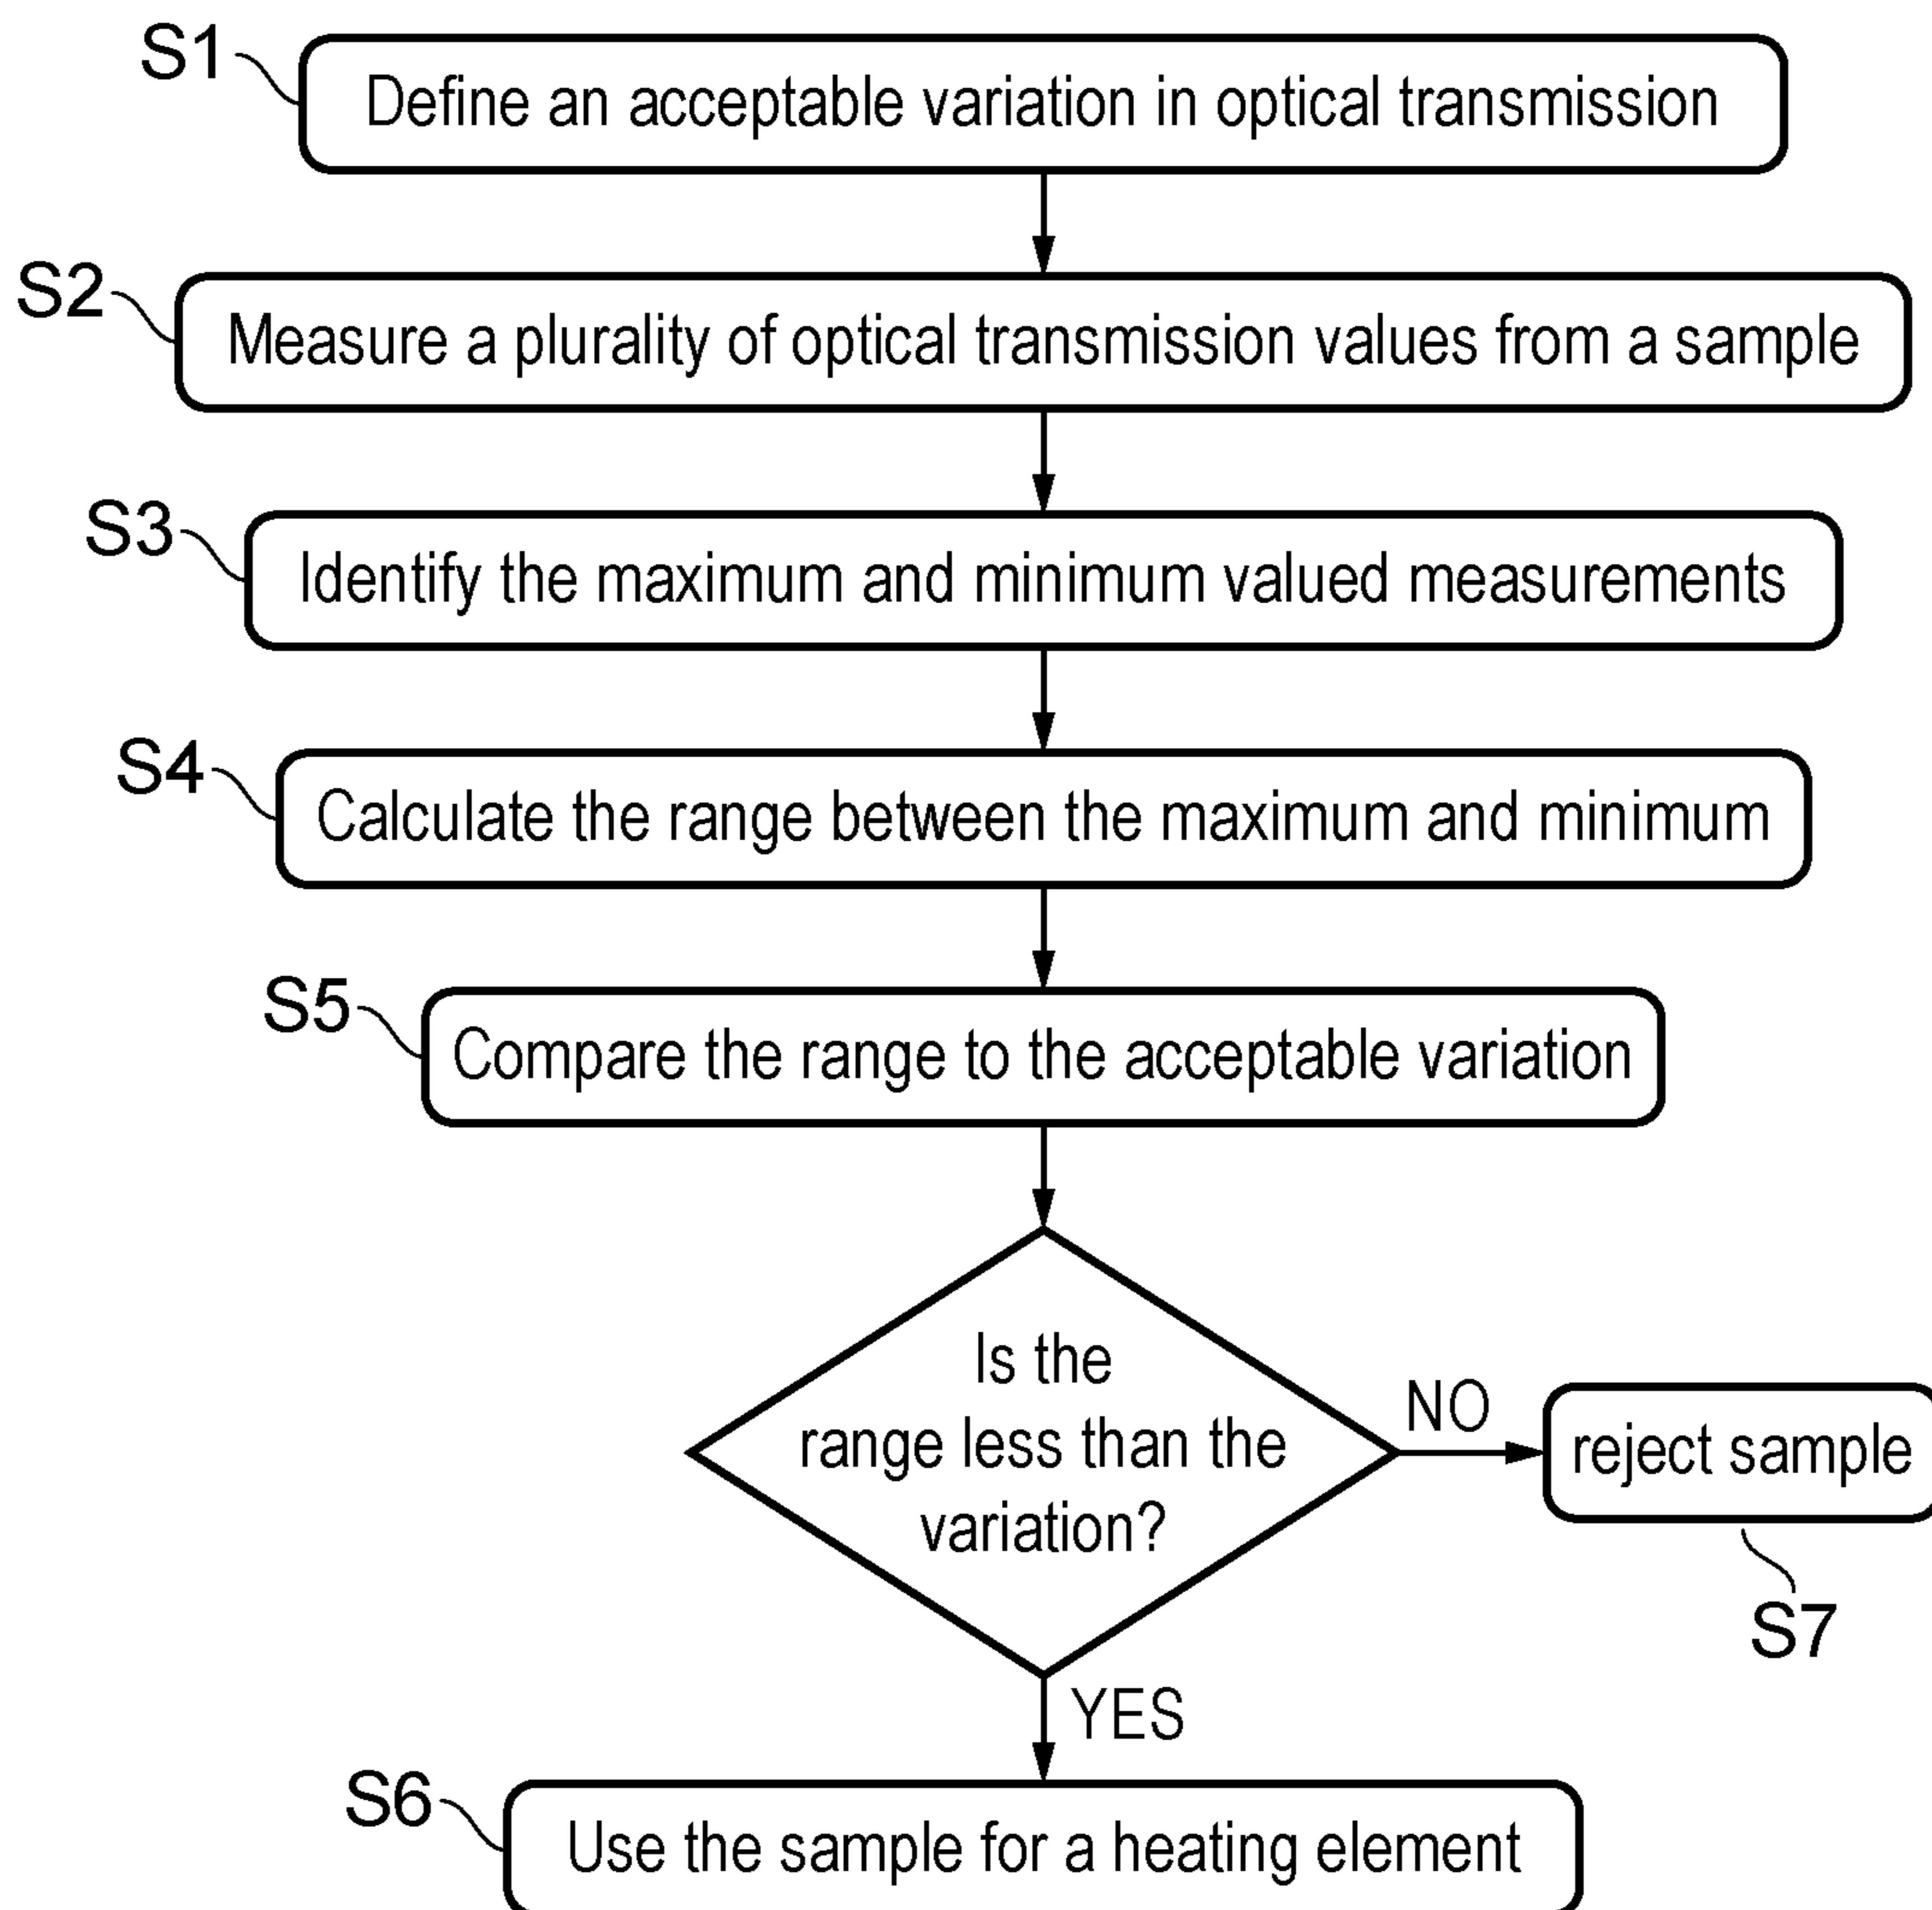 S1
Define an acceptable variation in optical transmission
S2
Measure a plurality of optical transmission values from a sample
S3
Identify the maximum and minimum valued measurements
S4
Calculate the range between the maximum and minimum
S5
Compare the range to the acceptable variation
Is the
range less than the
variation?
NO
reject sample
S7
YES
S6
Use the sample for a heating element